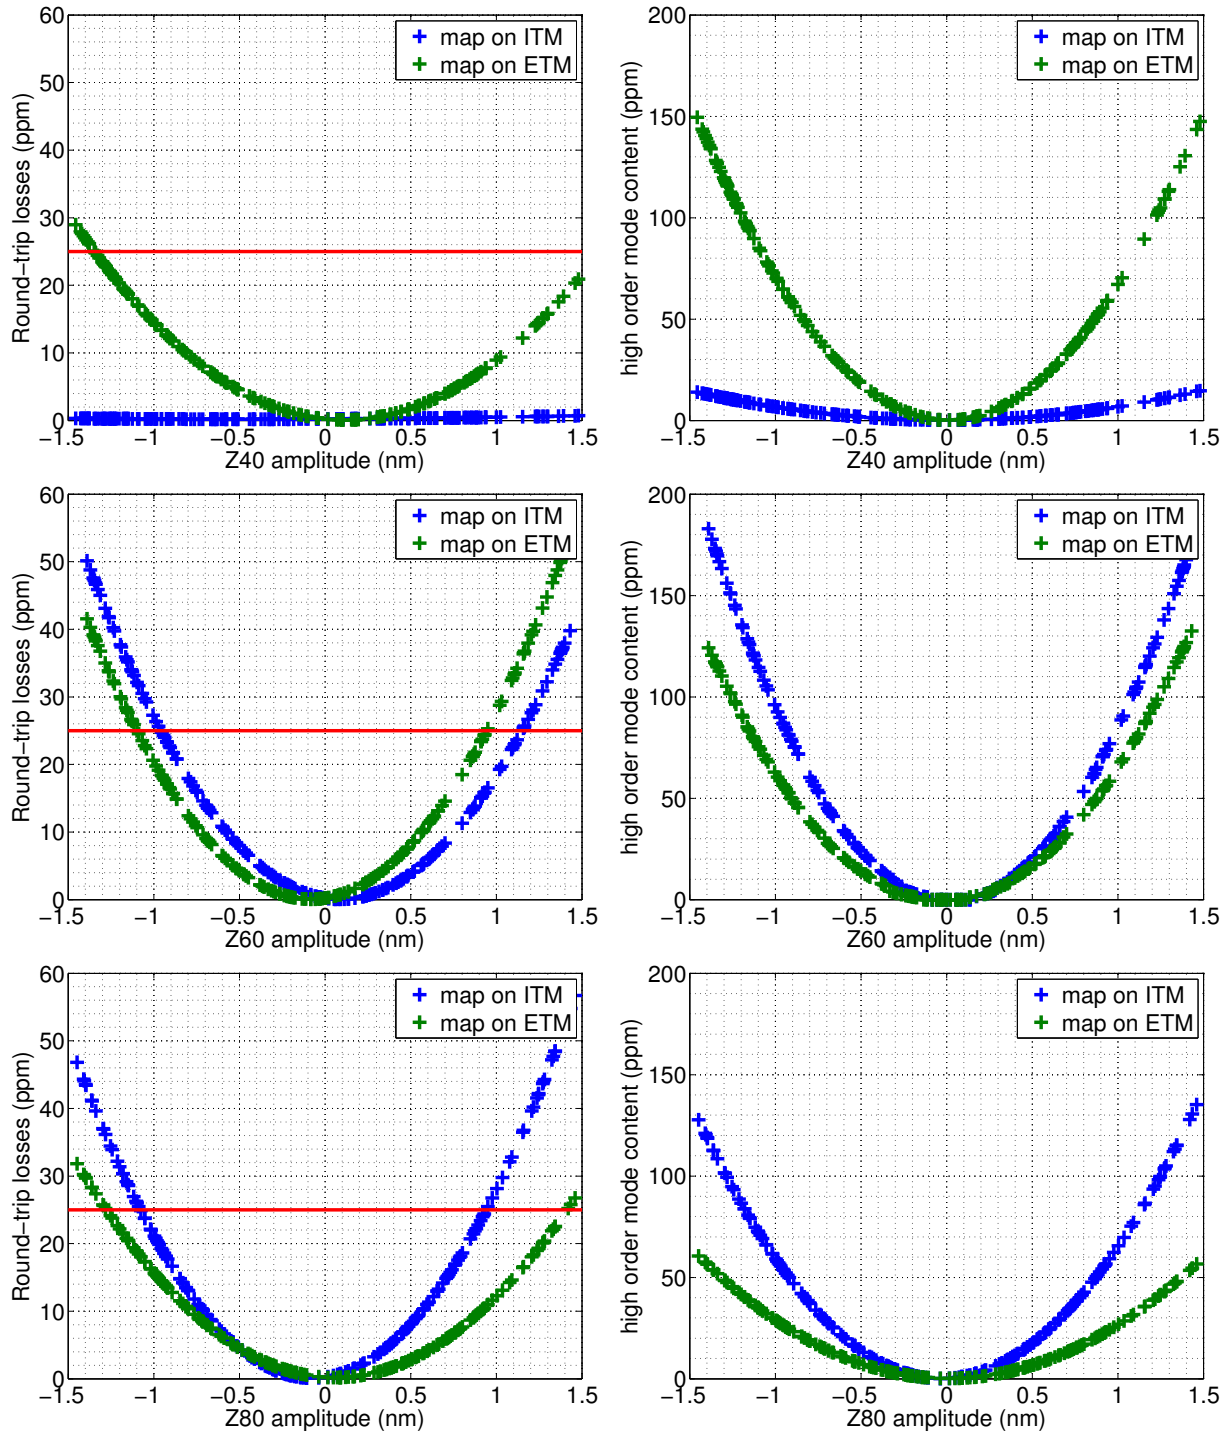 60
50
40
30
20
10
0
−1.5 −1 −0.5 0 0.5 1 1.5
Z40 amplitude (nm)
Round−trip losses (ppm)
map on ITM
map on ETM
200
150
100
50
0
−1.5 −1 −0.5 0 0.5 1 1.5
Z40 amplitude (nm)
high order mode content (ppm)
map on ITM
map on ETM
60
50
40
30
20
10
0
−1.5 −1 −0.5 0 0.5 1 1.5
Z60 amplitude (nm)
Round−trip losses (ppm)
map on ITM
map on ETM
200
150
100
50
0
−1.5 −1 −0.5 0 0.5 1 1.5
Z60 amplitude (nm)
high order mode content (ppm)
map on ITM
map on ETM
60
50
40
30
20
10
0
−1.5 −1 −0.5 0 0.5 1 1.5
Z80 amplitude (nm)
Round−trip losses (ppm)
map on ITM
map on ETM
200
150
100
50
0
−1.5 −1 −0.5 0 0.5 1 1.5
Z80 amplitude (nm)
high order mode content (ppm)
map on ITM
map on ETM